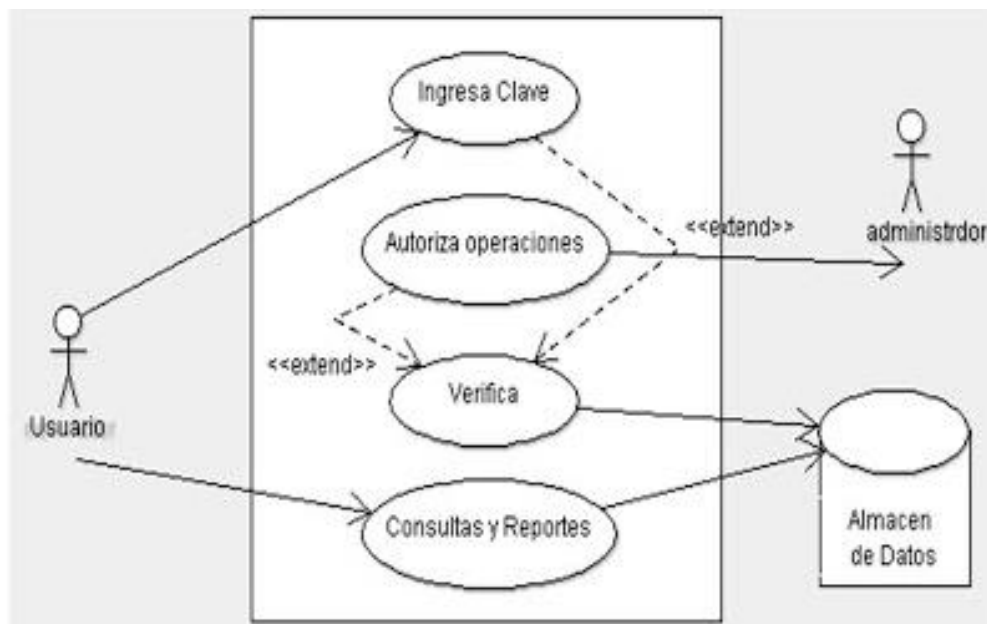 Ingresa Clave
<<extend>>
administrdor
Autoriza operaciones
<<extend>>
Verifica
Usuario
Consultas y Reportes
Almacen
de Datos